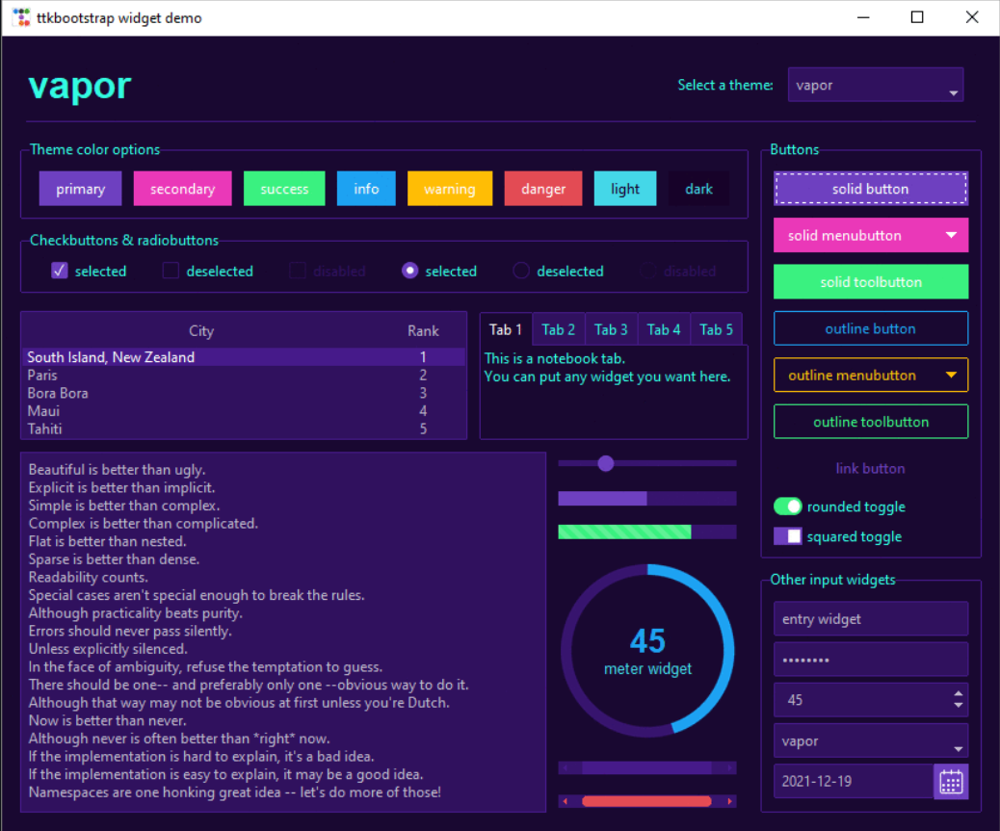 ttkbootstrap widget demo
vapor
Select a theme: vapor
Theme color options
primary secondary success info warning danger light dark
Checkbuttons & radiobuttons
selected deselected disabled selected deselected disabled
City Rank
South Island, New Zealand 1
Paris 2
Bora Bora 3
Maui 4
Tahiti 5
Tab 1 Tab 2 Tab 3 Tab 4 Tab 5
This is a notebook tab.
You can put any widget you want here.
Beautiful is better than ugly.
Explicit is better than implicit.
Simple is better than complex.
Complex is better than complicated.
Flat is better than nested.
Sparse is better than dense.
Readability counts.
Special cases aren't special enough to break the rules.
Although practicality beats purity.
Errors should never pass silently.
Unless explicitly silenced.
In the face of ambiguity, refuse the temptation to guess.
There should be one-- and preferably only one --obvious way to do it.
Although that way may not be obvious at first unless you're Dutch.
Now is better than never.
Although never is often better than *right* now.
If the implementation is hard to explain, it's a bad idea.
If the implementation is easy to explain, it may be a good idea.
Namespaces are one honking great idea -- let's do more of those!
45
meter widget
Buttons
solid button
solid menubutton
solid toolbutton
outline button
outline menubutton
outline toolbutton
link button
rounded toggle
squared toggle
Other input widgets
entry widget
••••••••
45
vapor
2021-12-19